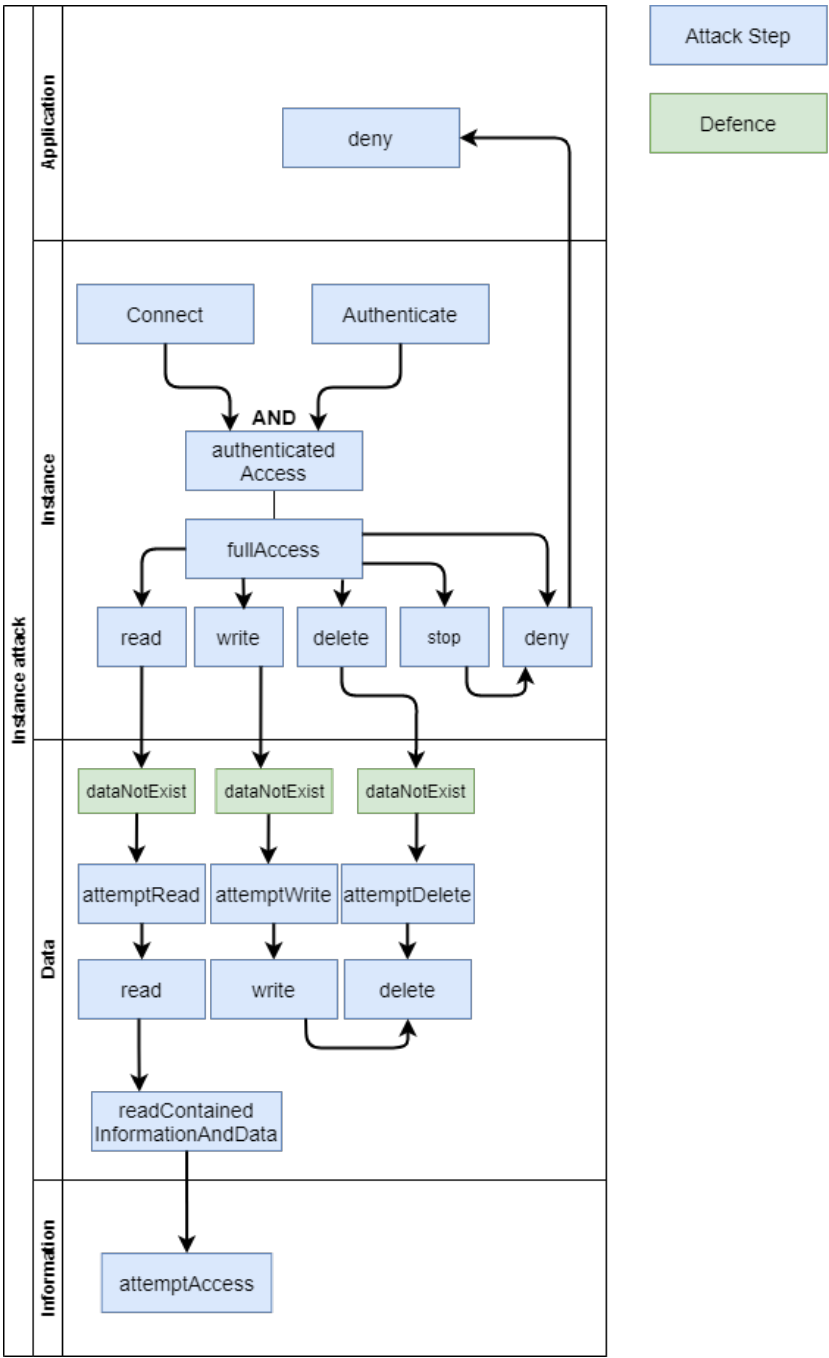 Attack Step
Defence
Instance attack
Application
deny
Instance
Connect
Authenticate
AND
authenticated
Access
fullAccess
read
write
delete
stop
deny
Data
dataNotExist
dataNotExist
dataNotExist
attemptRead
attemptWrite
attemptDelete
read
write
delete
readContained
InformationAndData
Information
attemptAccess